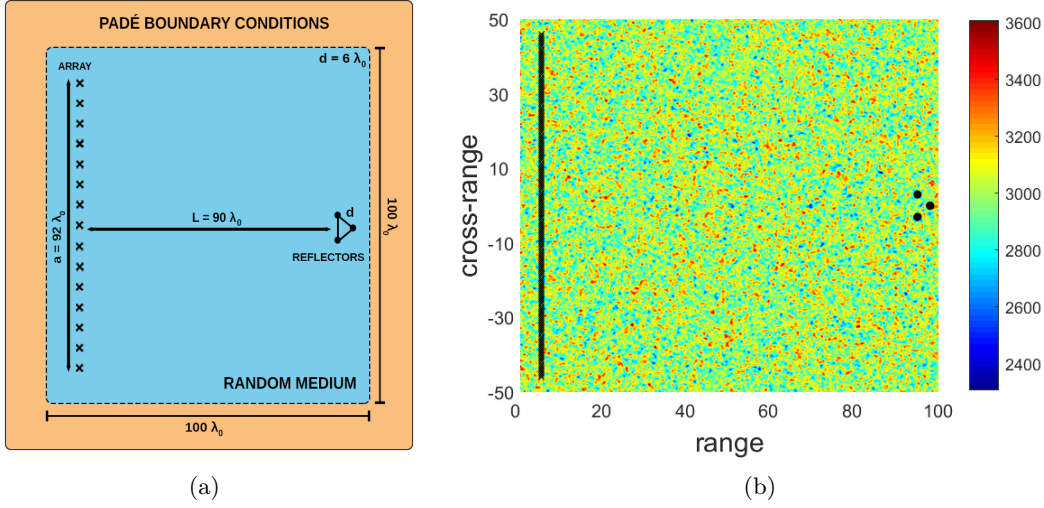 PADÉ BOUNDARY CONDITIONS
d = 6 λ₀
ARRAY
a = 92 λ₀
L = 90 λ₀
d
REFLECTORS
100 λ₀
RANDOM MEDIUM
100 λ₀
(a)
cross-range
50
30
10
-10
-30
-50
0
20
40
60
80
100
range
3600
3400
3200
3000
2800
2600
2400
(b)